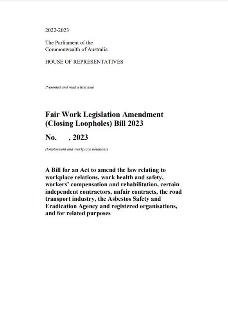 2022-2023
The Parliament of the
Commonwealth of Australia
HOUSE OF REPRESENTATIVES
Presented and read a first time
Fair Work Legislation Amendment
(Closing Loopholes) Bill 2023
No. , 2023
(Employment and Workplace Relations)
A Bill for an Act to amend the law relating to
workplace relations, work health and safety,
workers’ compensation and rehabilitation, certain
independent contractors, unfair contracts, the road
transport industry, the Asbestos Safety and
Eradication Agency and registered organisations,
and for related purposes